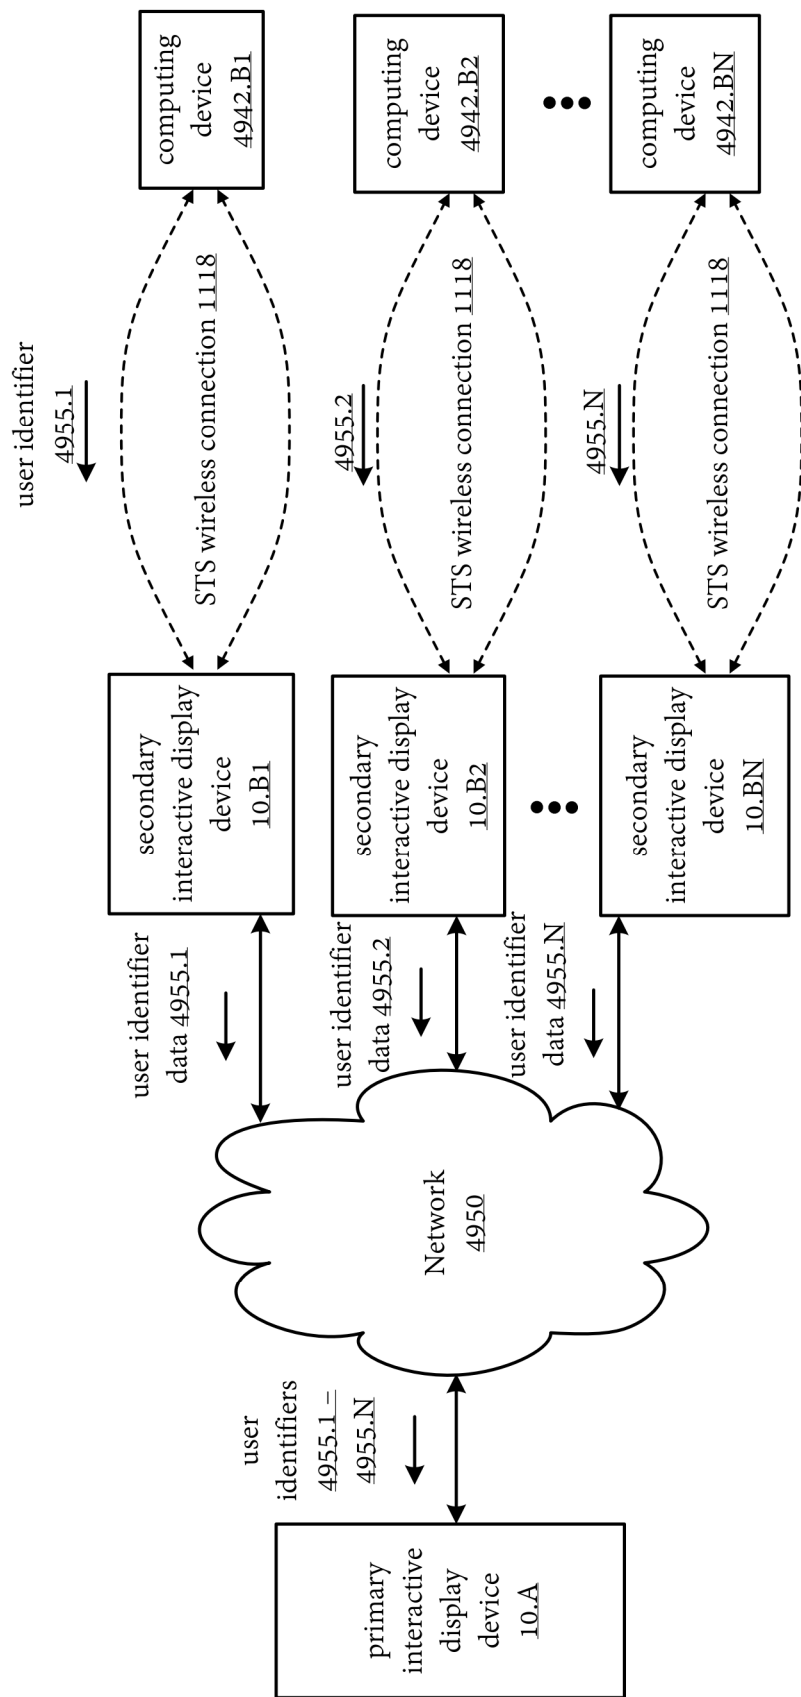 primary
interactive
display
device
10.A
user
identifiers
4955.1 –
4955.N
Network
4950
user identifier
data 4955.1
user identifier
data 4955.2
user identifier
data 4955.N
secondary
interactive display
device
10.B1
secondary
interactive display
device
10.B2
secondary
interactive display
device
10.BN
user identifier
4955.1
STS wireless connection 1118
4955.2
STS wireless connection 1118
4955.N
STS wireless connection 1118
computing
device
4942.B1
computing
device
4942.B2
computing
device
4942.BN